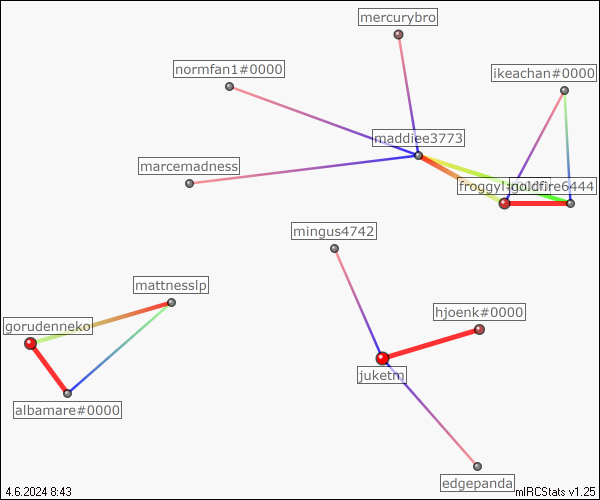 mercurybro
normfan1#0000
ikeachan#0000
maddiee3773
marcemadness
goldfire6444
mingus4742
mattnesslp
hjoenk#0000
gorudenneko
juketm
albamare#0000
edgepanda
4.6.2024 8:43
mIRCStats v1.25